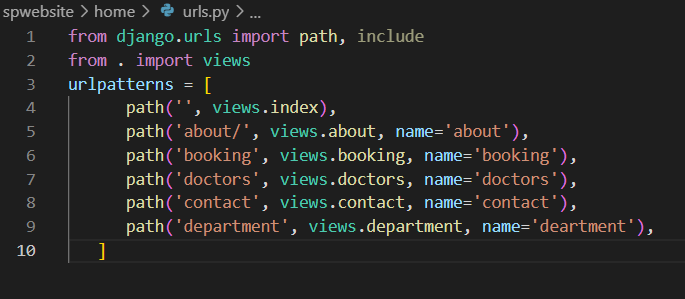 spwebsite > home > urls.py > ...
1 from django.urls import path, include
2 from . import views
3 urlpatterns = [
4 path('', views.index),
5 path('about/', views.about, name='about'),
6 path('booking', views.booking, name='booking'),
7 path('doctors', views.doctors, name='doctors'),
8 path('contact', views.contact, name='contact'),
9 path('department', views.department, name='deartment'),
10 ]